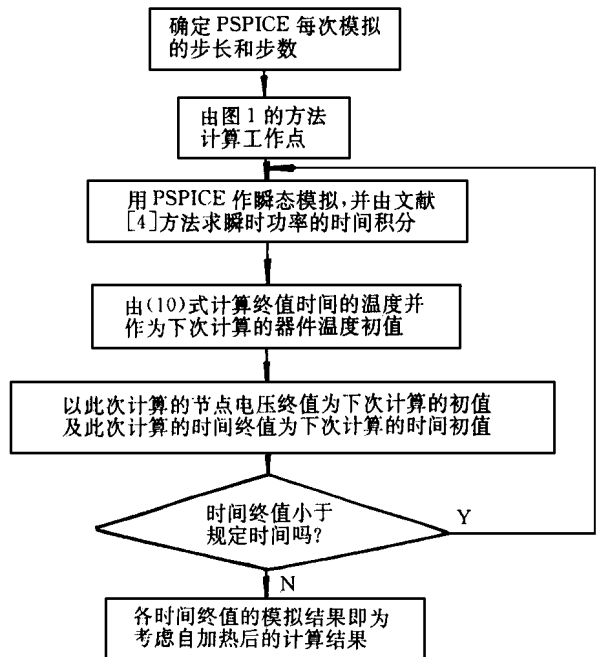 确定 PSPICE 每次模拟
的步长和步数
由图 1 的方法
计算工作点
用 PSPICE 作瞬态模拟,并由文献
[4]方法求瞬时功率的时间积分
由(10)式计算终值时间的温度并
作为下次计算的器件温度初值
以此次计算的节点电压终值为下次计算的初值
及此次计算的时间终值为下次计算的时间初值
时间终值小于
规定时间吗?
Y
N
各时间终值的模拟结果即为
考虑自加热后的计算结果